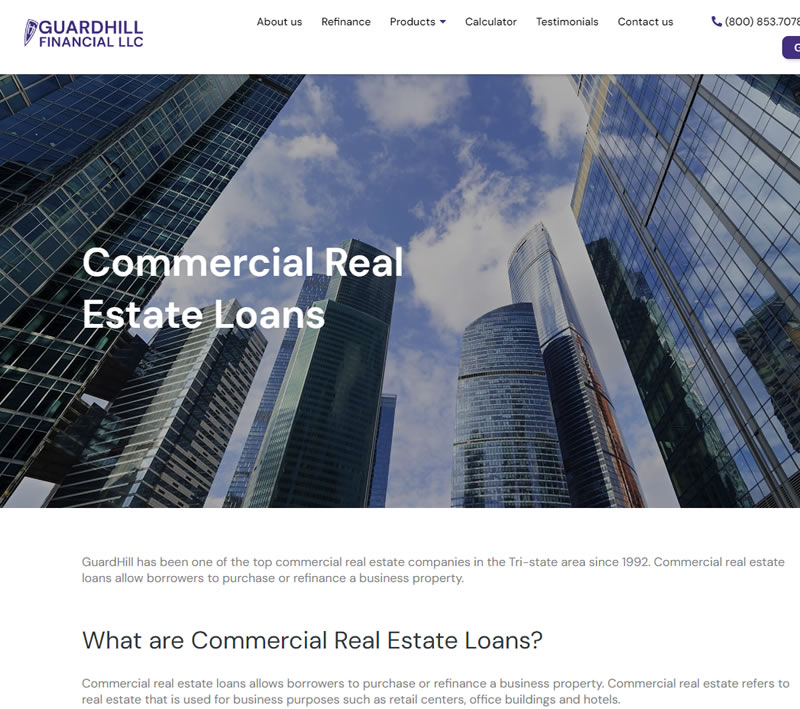 GUARDHILL
FINANCIAL LLC
About us Refinance Products Calculator Testimonials Contact us (800) 853.7078
G
Commercial Real
Estate Loans
GuardHill has been one of the top commercial real estate companies in the Tri-state area since 1992. Commercial real estate
loans allow borrowers to purchase or refinance a business property.
What are Commercial Real Estate Loans?
Commercial real estate loans allows borrowers to purchase or refinance a business property. Commercial real estate refers to
real estate that is used for business purposes such as retail centers, office buildings and hotels.